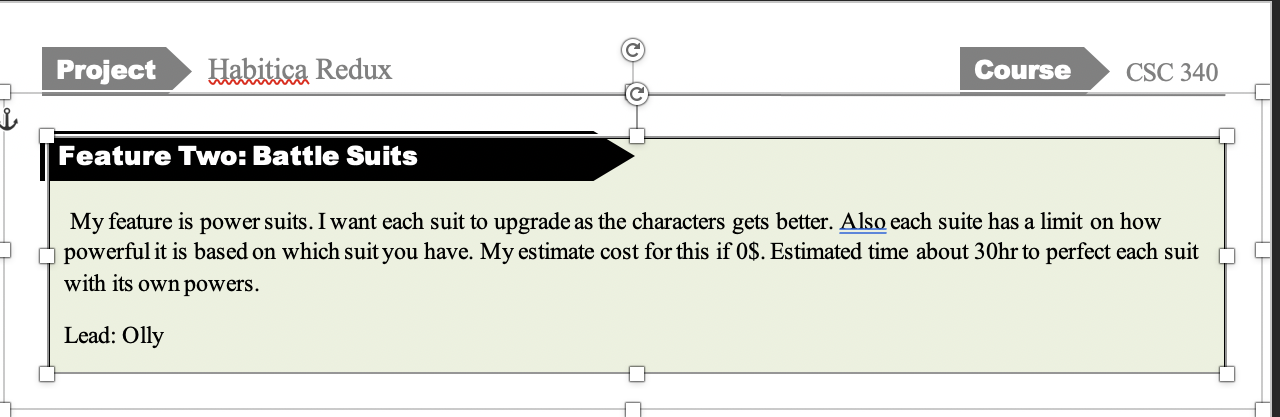 Project Habitica Redux Course CSC 340
Feature Two: Battle Suits
My feature is power suits. I want each suit to upgrade as the characters gets better. Also each suite has a limit on how
powerful it is based on which suit you have. My estimate cost for this if 0$. Estimated time about 30hr to perfect each suit
with its own powers.
Lead: Olly